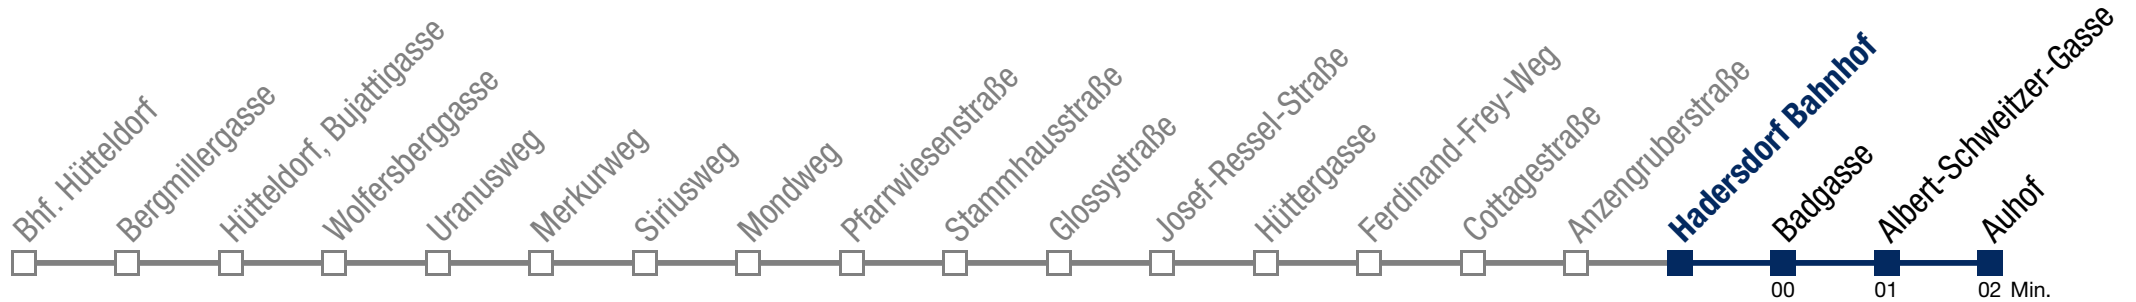 Bhf. Hütteldorf
Bergmillergasse
Hütteldorf, Bujattigasse
Wolfersberggasse
Uranusweg
Merkurweg
Siriusweg
Mondweg
Pfarrwiesenstraße
Stammhausstraße
Glossystraße
Josef-Ressel-Straße
Hüttergasse
Ferdinand-Frey-Weg
Cottagestraße
Anzengruberstraße
Hadersdorf Bahnhof
Badgasse
Albert-Schweitzer-Gasse
Auhof
00 01 02 Min.